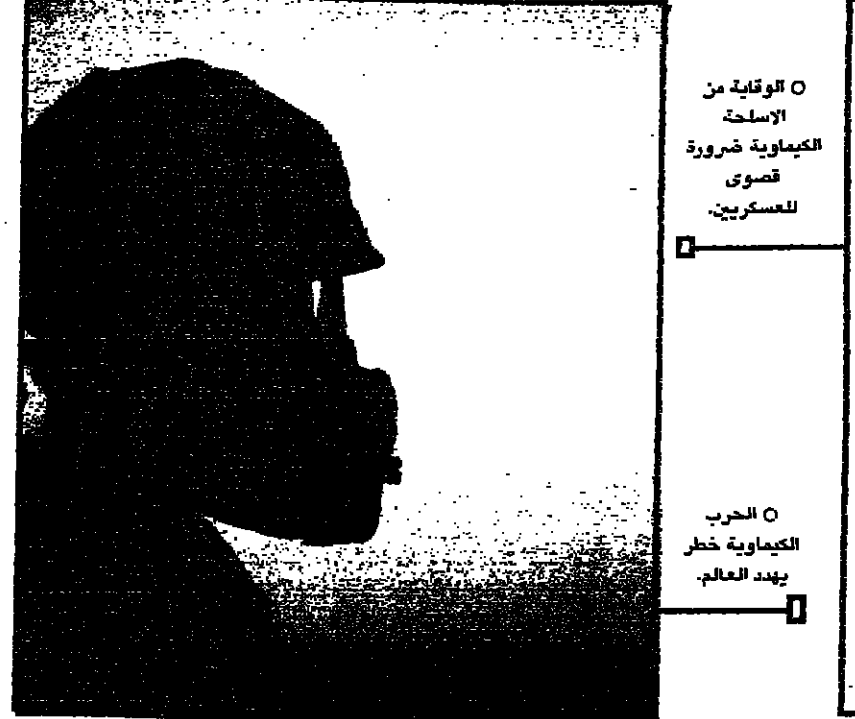 ○ الوقاية من
الاسلحة
الكيماوية ضرورة
قصوى
للعسكريين.
○ الحرب
الكيماوية خطر
يهدد العالم.